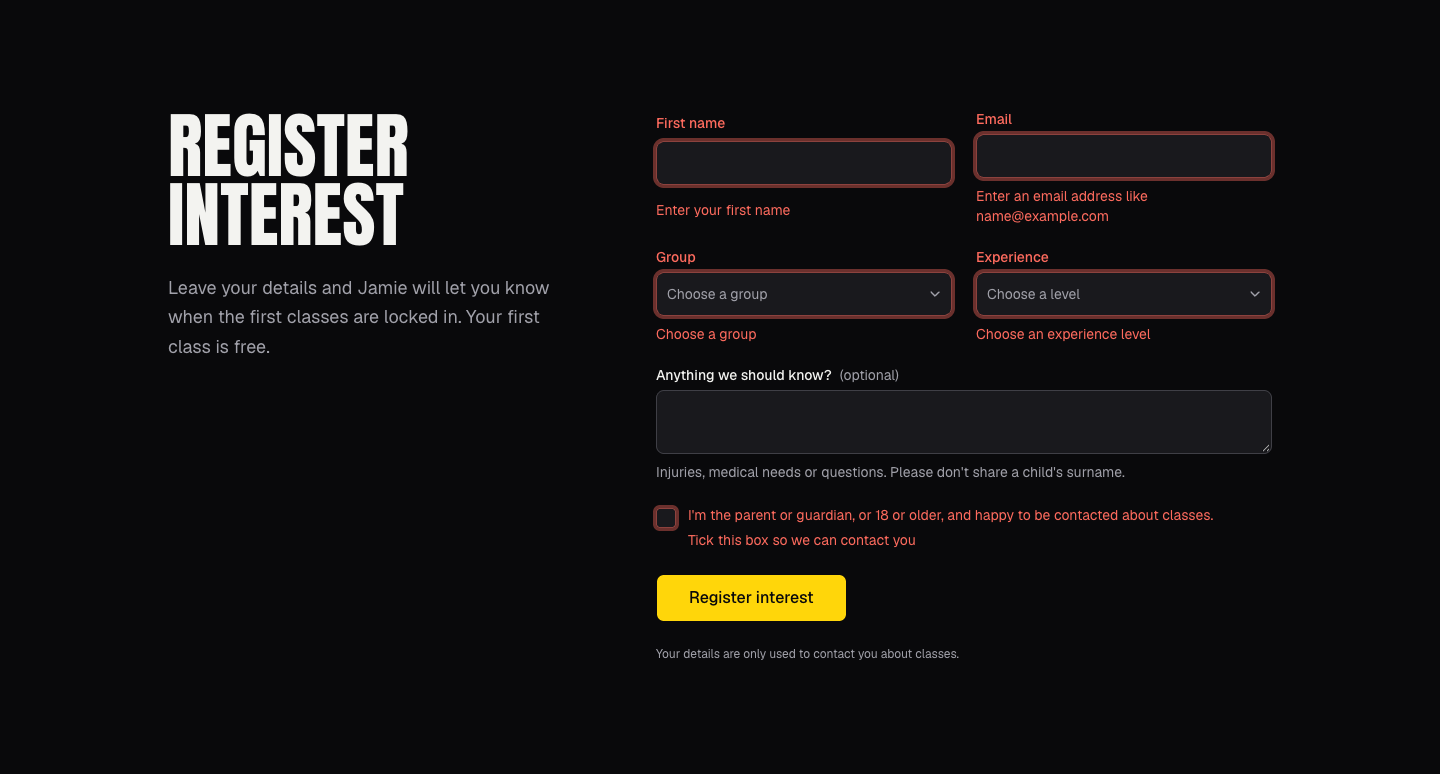 REGISTER
INTEREST
Leave your details and Jamie will let you know
when the first classes are locked in. Your first
class is free.
First name
Enter your first name
Email
Enter an email address like
name@example.com
Group
Choose a group
Choose a group
Experience
Choose a level
Choose an experience level
Anything we should know? (optional)
Injuries, medical needs or questions. Please don't share a child's surname.
I'm the parent or guardian, or 18 or older, and happy to be contacted about classes.
Tick this box so we can contact you
Register interest
Your details are only used to contact you about classes.